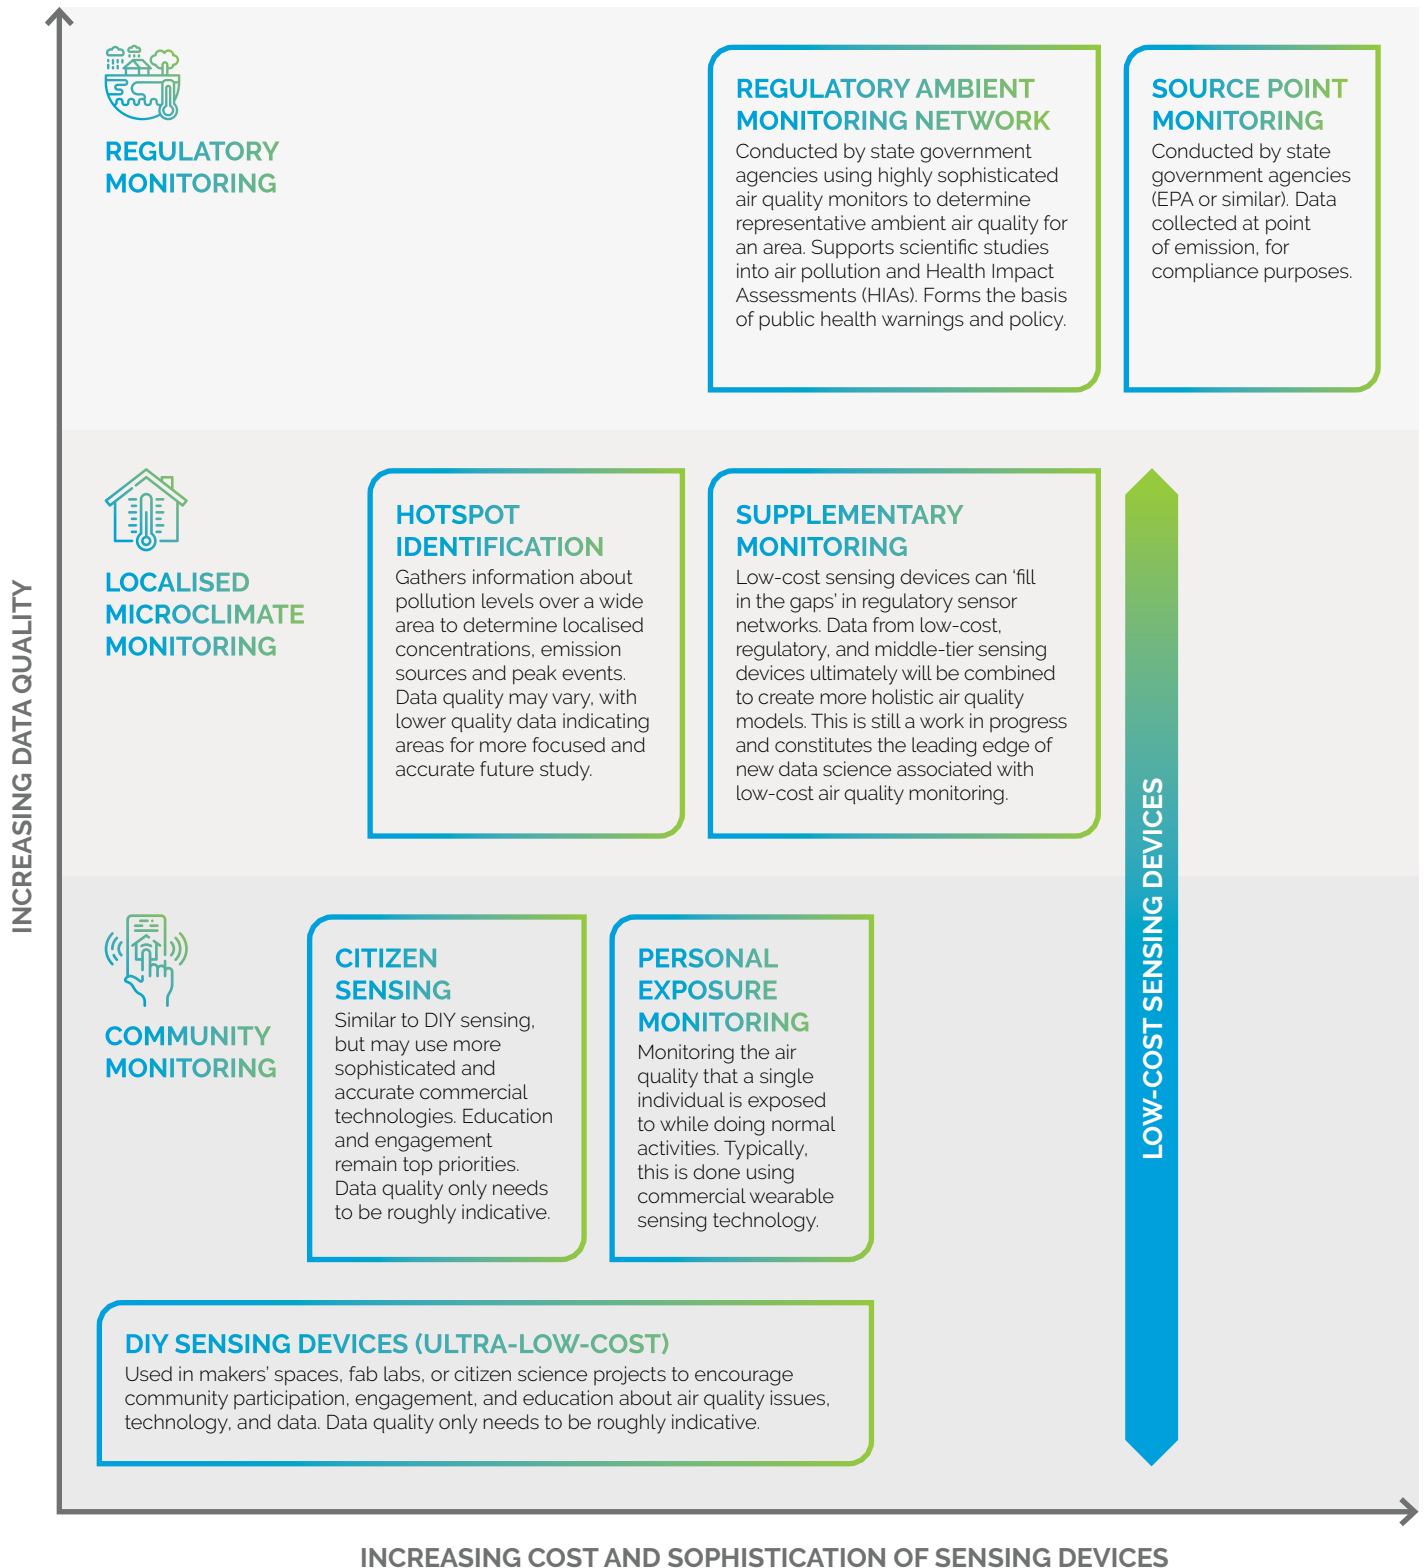 REGULATORY
MONITORING
REGULATORY AMBIENT
MONITORING NETWORK
Conducted by state government
agencies using highly sophisticated
air quality monitors to determine
representative ambient air quality for
an area. Supports scientific studies
into air pollution and Health Impact
Assessments (HIAs). Forms the basis
of public health warnings and policy.
SOURCE POINT
MONITORING
Conducted by state
government agencies
(EPA or similar). Data
collected at point
of emission, for
compliance purposes.
LOCALISED
MICROCLIMATE
MONITORING
HOTSPOT
IDENTIFICATION
Gathers information about
pollution levels over a wide
area to determine localised
concentrations, emission
sources and peak events.
Data quality may vary, with
lower quality data indicating
areas for more focused and
accurate future study.
SUPPLEMENTARY
MONITORING
Low-cost sensing devices can ‘fill
in the gaps’ in regulatory sensor
networks. Data from low-cost,
regulatory, and middle-tier sensing
devices ultimately will be combined
to create more holistic air quality
models. This is still a work in progress
and constitutes the leading edge of
new data science associated with
low-cost air quality monitoring.
COMMUNITY
MONITORING
CITIZEN
SENSING
Similar to DIY sensing,
but may use more
sophisticated and
accurate commercial
technologies. Education
and engagement
remain top priorities.
Data quality only needs
to be roughly indicative.
PERSONAL
EXPOSURE
MONITORING
Monitoring the air
quality that a single
individual is exposed
to while doing normal
activities. Typically,
this is done using
commercial wearable
sensing technology.
DIY SENSING DEVICES (ULTRA-LOW-COST)
Used in makers’ spaces, fab labs, or citizen science projects to encourage
community participation, engagement, and education about air quality issues,
technology, and data. Data quality only needs to be roughly indicative.
LOW-COST SENSING DEVICES
INCREASING DATA QUALITY
INCREASING COST AND SOPHISTICATION OF SENSING DEVICES